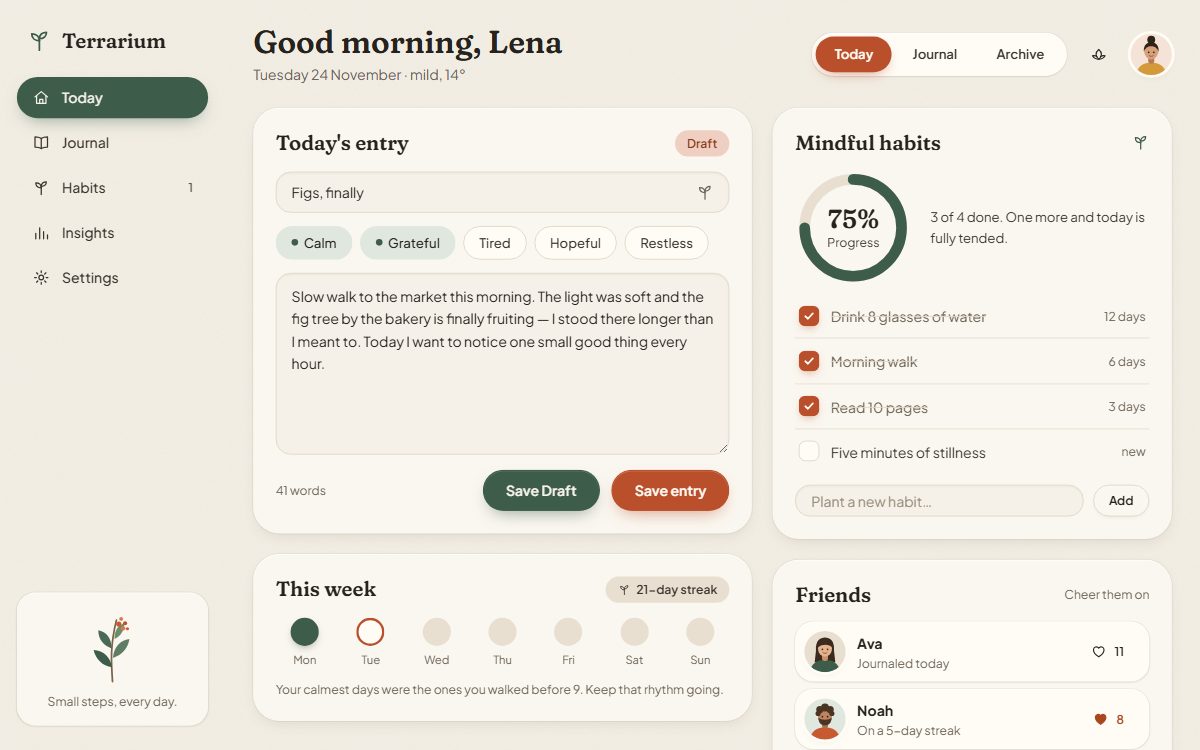 Terrarium
Today
Journal
Habits 1
Insights
Settings
Small steps, every day.
Good morning, Lena
Tuesday 24 November · mild, 14°
Today Journal Archive
Today's entry
Draft
Figs, finally
Calm Grateful Tired Hopeful Restless
Slow walk to the market this morning. The light was soft and the
fig tree by the bakery is finally fruiting — I stood there longer than
I meant to. Today I want to notice one small good thing every
hour.
41 words
Save Draft Save entry
This week
21-day streak
Mon Tue Wed Thu Fri Sat Sun
Your calmest days were the ones you walked before 9. Keep that rhythm going.
Mindful habits
75%
Progress
3 of 4 done. One more and today is
fully tended.
Drink 8 glasses of water 12 days
Morning walk 6 days
Read 10 pages 3 days
Five minutes of stillness new
Plant a new habit… Add
Friends
Cheer them on
Ava
Journaled today
11
Noah
On a 5-day streak
8